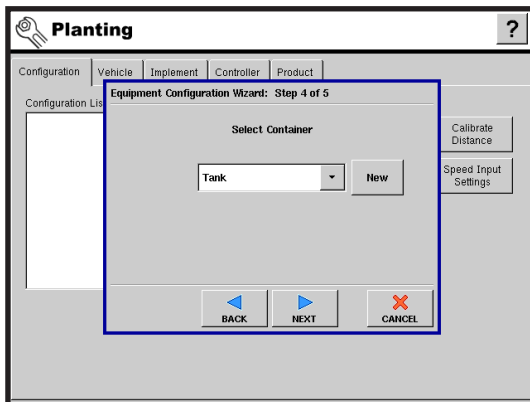 Planting
?
Configuration Vehicle Implement Controller Product
Configuration Lis
Equipment Configuration Wizard: Step 4 of 5
Select Container
Tank
New
Calibrate
Distance
Speed Input
Settings
BACK
NEXT
CANCEL